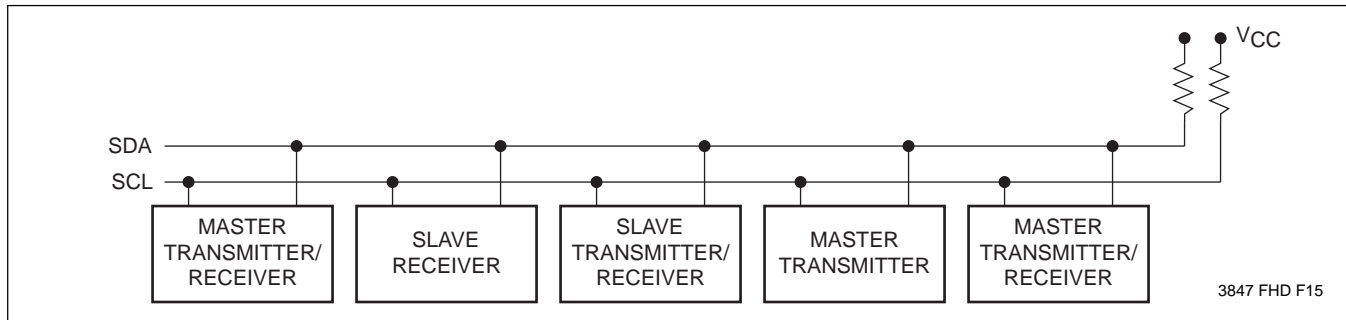 VCC
SDA
SCL
MASTER
TRANSMITTER/
RECEIVER
SLAVE
RECEIVER
SLAVE
TRANSMITTER/
RECEIVER
MASTER
TRANSMITTER
MASTER
TRANSMITTER/
RECEIVER
3847 FHD F15